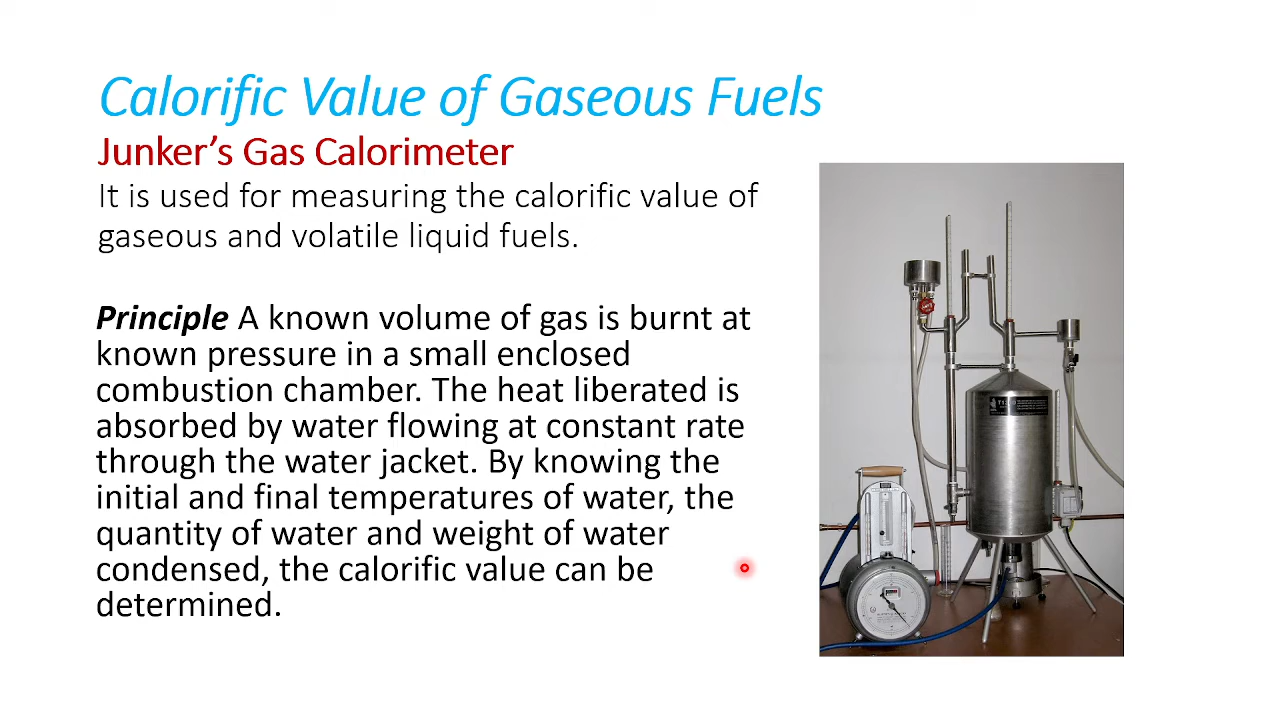 Calorific Value of Gaseous Fuels
Junker’s Gas Calorimeter
It is used for measuring the calorific value of
gaseous and volatile liquid fuels.
Principle A known volume of gas is burnt at
known pressure in a small enclosed
combustion chamber. The heat liberated is
absorbed by water flowing at constant rate
through the water jacket. By knowing the
initial and final temperatures of water, the
quantity of water and weight of water
condensed, the calorific value can be
determined.